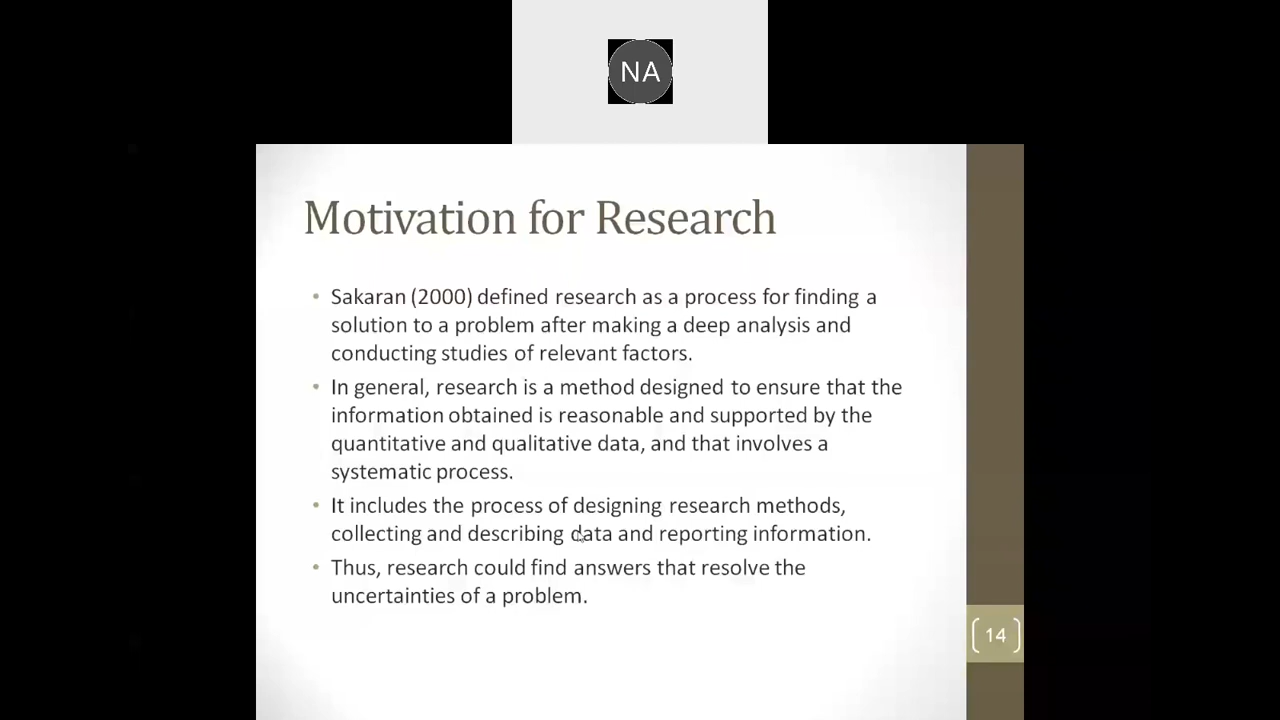 NA
Motivation for Research
• Sakaran (2000) defined research as a process for finding a
solution to a problem after making a deep analysis and
conducting studies of relevant factors.
• In general, research is a method designed to ensure that the
information obtained is reasonable and supported by the
quantitative and qualitative data, and that involves a
systematic process.
• It includes the process of designing research methods,
collecting and describing data and reporting information.
• Thus, research could find answers that resolve the
uncertainties of a problem.
14